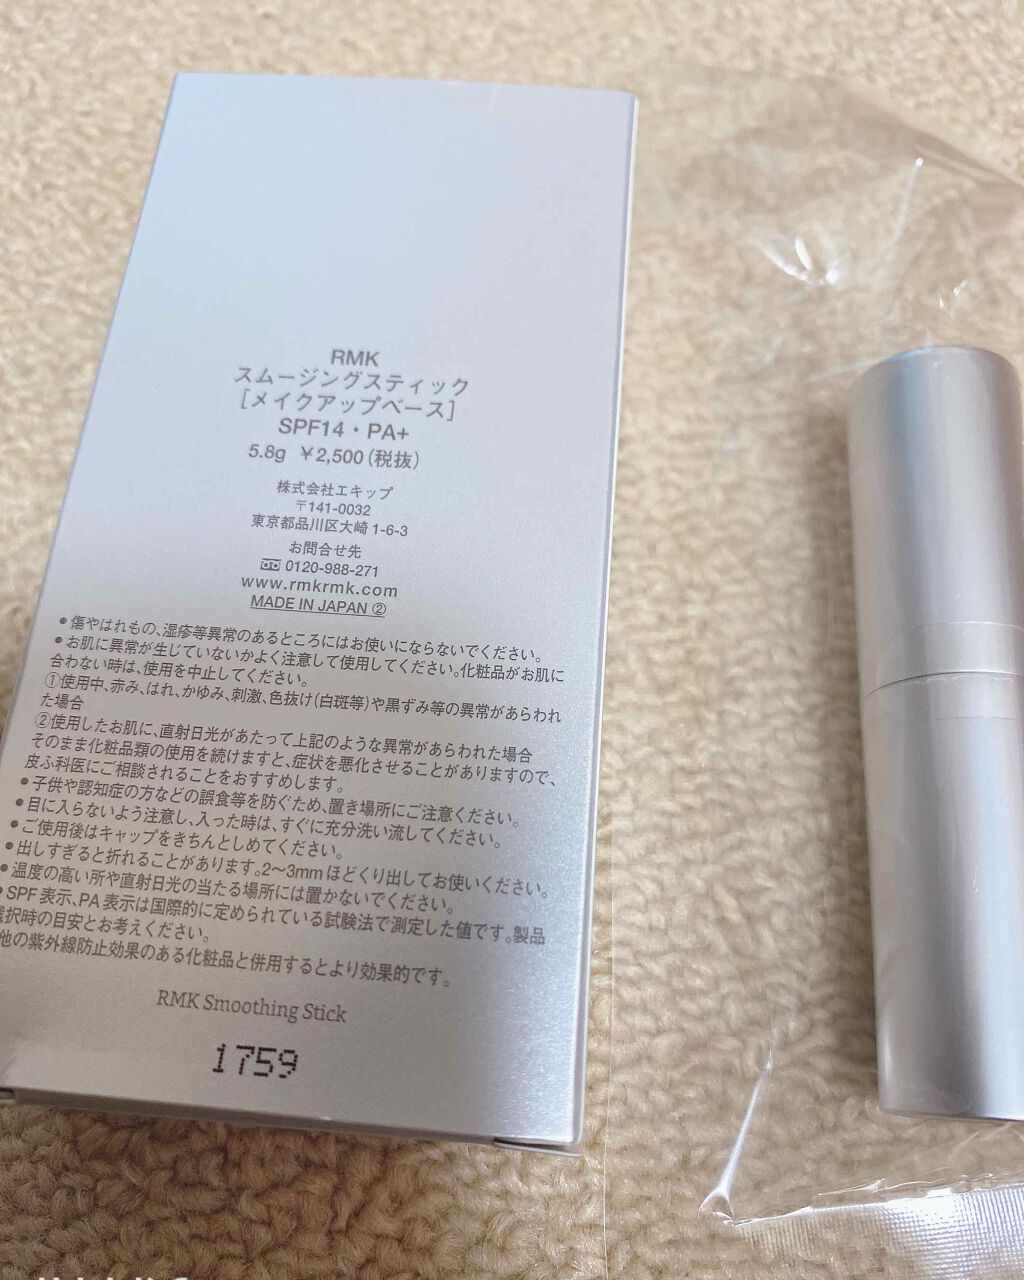 RMK
スムージングスティック
[メイクアップベース]
SPF14・PA+
5.8g ¥2,500(税抜)
株式会社エキップ
〒141-0032
東京都品川区大崎1-6-3
お問合せ先
0120-988-271
www.rmkrmk.com
MADE IN JAPAN ②
•傷やはれもの、湿疹等異常のあるところにはお使いにならないでください。
•お肌に異常が生じていないかよく注意して使用してください。化粧品がお肌に
合わない時は、使用を中止してください。
①使用中、赤み、はれ、かゆみ、刺激、色抜け(白斑等)や黒ずみ等の異常があらわれ
た場合
②使用したお肌に、直射日光があたって上記のような異常があらわれた場合
そのまま化粧品類の使用を続けますと、症状を悪化させることがありますので、
皮ふ科医にご相談されることをおすすめします。
•子供や認知症の方などの誤食等を防ぐため、置き場所にご注意ください。
•目に入らないよう注意し、入った時は、すぐに充分洗い流してください。
•ご使用後はキャップをきちんとしめてください。
•出しすぎると折れることがあります。2〜3mmほどくり出してお使いください。
•温度の高い所や直射日光の当たる場所には置かないでください。
•SPF表示、PA表示は国際的に定められている試験法で測定した値です。製品
選択時の目安とお考えください。
他の紫外線防止効果のある化粧品と併用するとより効果的です。
RMK Smoothing Stick
1759